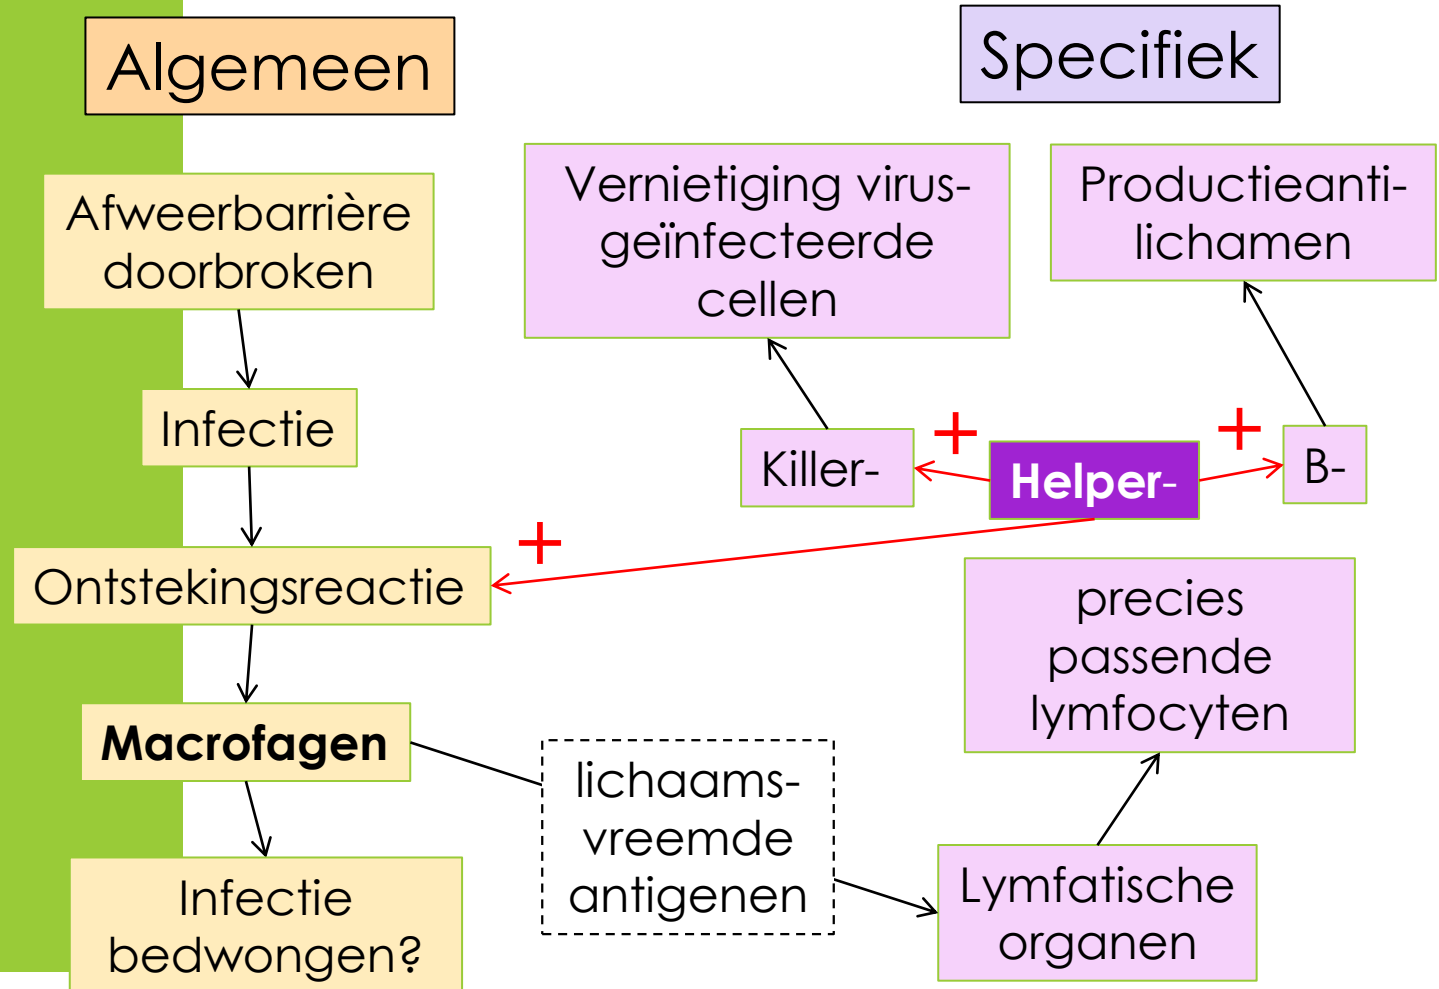 Algemeen
Specifiek
Afweerbarrière
doorbroken
Vernietiging virus-
geïnfecteerde
cellen
Productieanti-
lichamen
Infectie
Killer-
+
Helper-
+
B-
Ontstekingsreactie
+
precies
passende
lymfocyten
Macrofagen
lichaams-
vreemde
antigenen
Lymfatische
organen
Infectie
bedwongen?